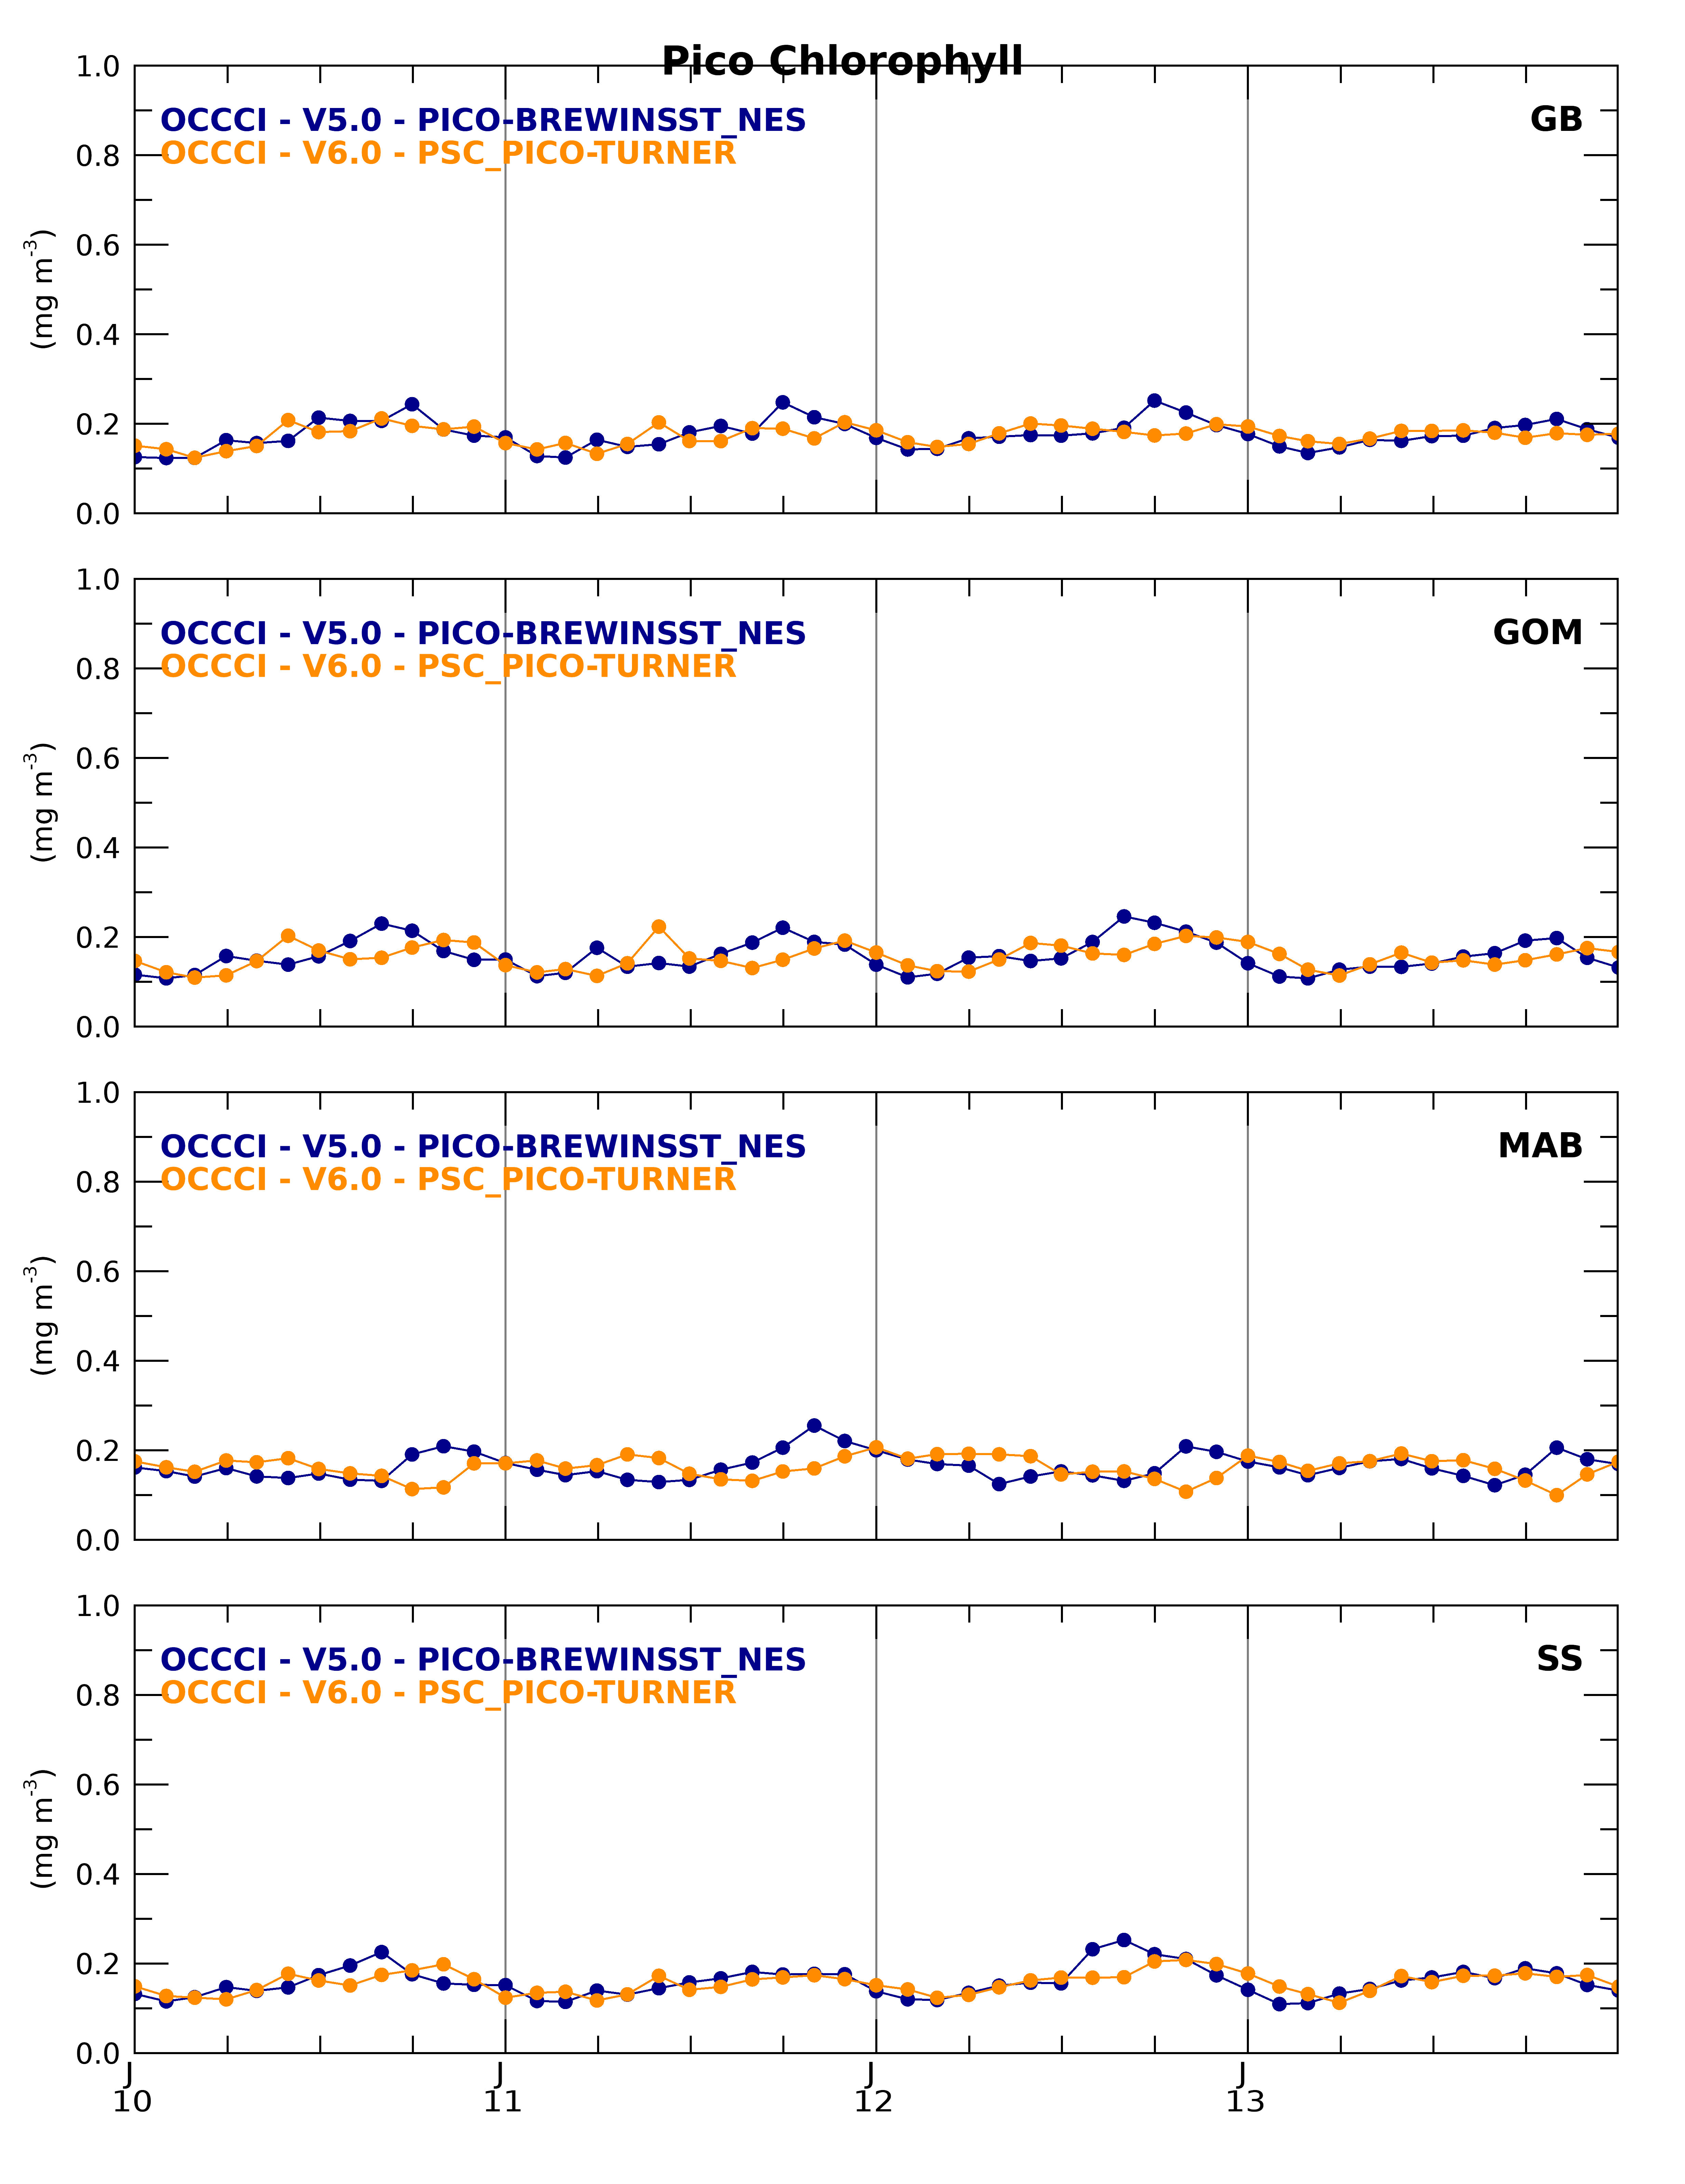 Pico Chlorophyll
1.0
OCCCI - V5.0 - PICO-BREWINSST_NES
GB
OCCCI - V6.0 - PSC_PICO-TURNER
0.8
0.6
(mg m-3)
0.4
0.2
0.0
1.0
OCCCI - V5.0 - PICO-BREWINSST_NES
GOM
OCCCI - V6.0 - PSC_PICO-TURNER
0.8
0.6
(mg m-3)
0.4
0.2
0.0
1.0
OCCCI - V5.0 - PICO-BREWINSST_NES
MAB
OCCCI - V6.0 - PSC_PICO-TURNER
0.8
0.6
(mg m-3)
0.4
0.2
0.0
1.0
OCCCI - V5.0 - PICO-BREWINSST_NES
SS
OCCCI - V6.0 - PSC_PICO-TURNER
0.8
0.6
(mg m-3)
0.4
0.2
0.0
J J J J
10 11 12 13